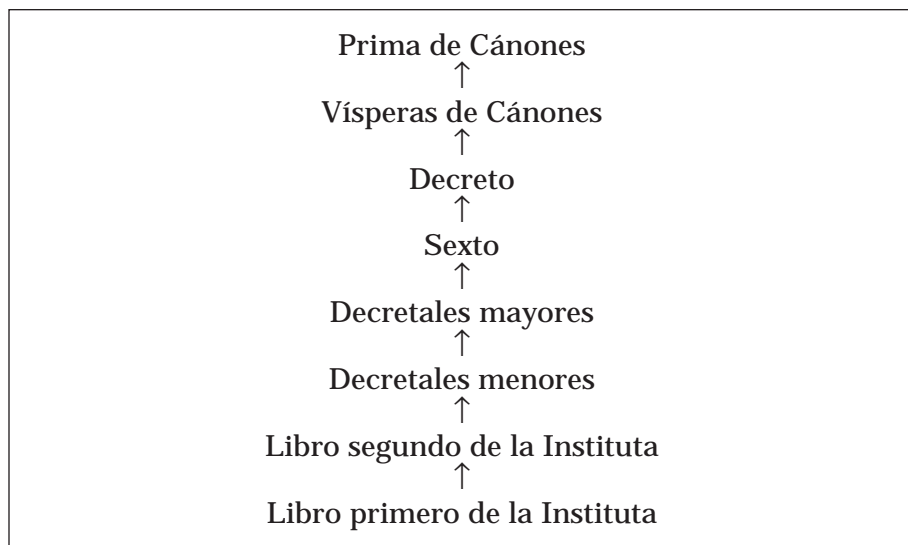 Prima de Cánones
↑
Vísperas de Cánones
↑
Decreto
↑
Sexto
↑
Decretales mayores
↑
Decretales menores
↑
Libro segundo de la Instituta
↑
Libro primero de la Instituta